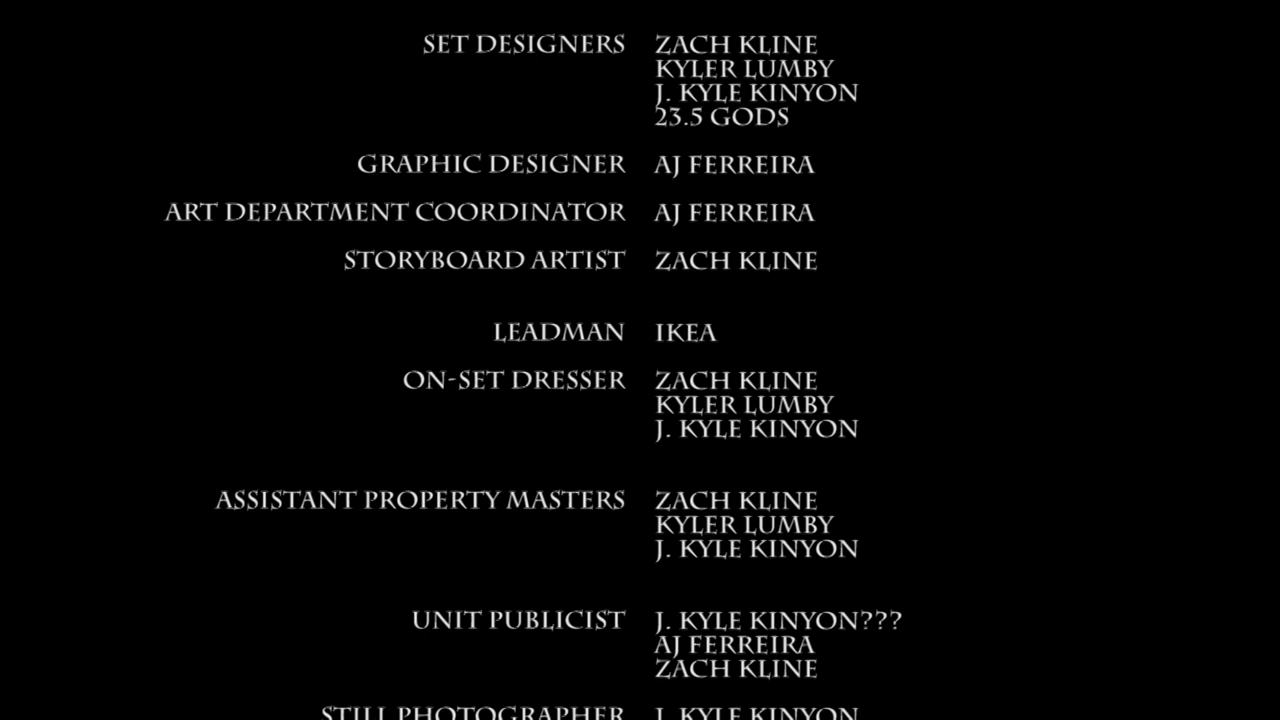 SET DESIGNERS ZACH KLINE
KYLER LUMBY
J. KYLE KINYON
23.5 GODS
GRAPHIC DESIGNER AJ FERREIRA
ART DEPARTMENT COORDINATOR AJ FERREIRA
STORYBOARD ARTIST ZACH KLINE
LEADMAN IKEA
ON-SET DRESSER ZACH KLINE
KYLER LUMBY
J. KYLE KINYON
ASSISTANT PROPERTY MASTERS ZACH KLINE
KYLER LUMBY
J. KYLE KINYON
UNIT PUBLICIST J. KYLE KINYON???
AJ FERREIRA
ZACH KLINE
STILL PHOTOGRAPHER J. KYLE KINYON